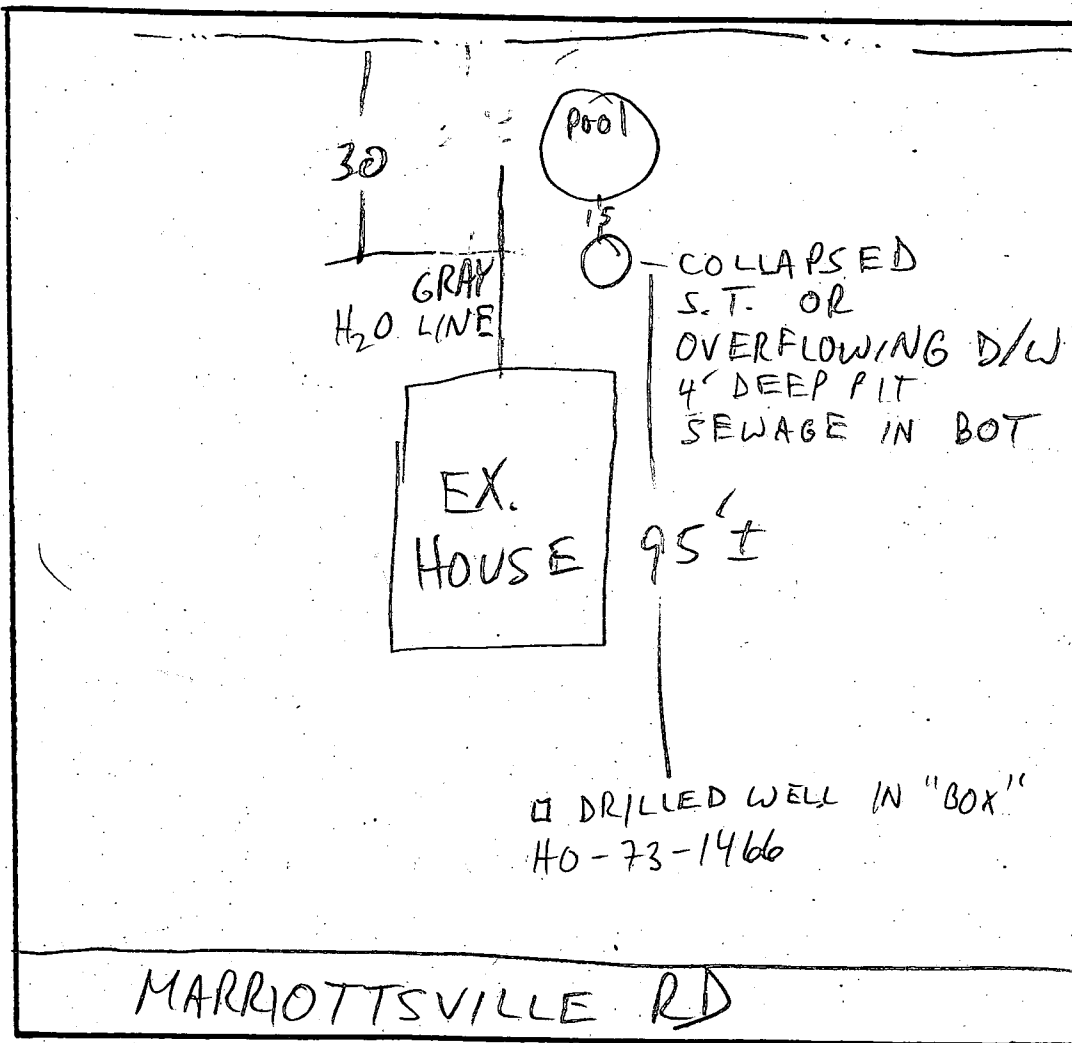 Pool
30
15
GRAY
H₂O LINE
COLLAPSED
S.T. OR
OVERFLOWING D/W
4' DEEP PIT
SEWAGE IN BOT
EX.
HOUSE
95'±
DRILLED WELL IN "BOX"
HO-73-1466
MARRIOTTSVILLE RD